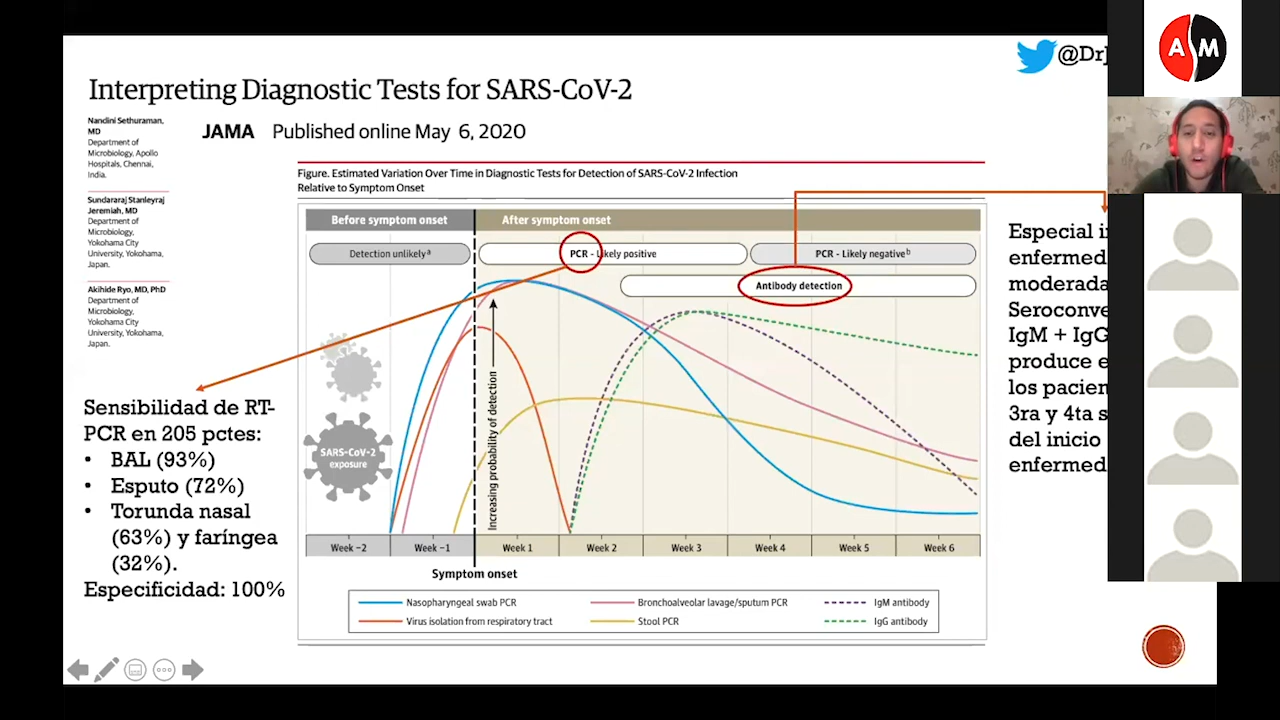 @DrJ
A M
Interpreting Diagnostic Tests for SARS-CoV-2
JAMA Published online May 6, 2020
Nandini Sethuraman,
MD
Department of
Microbiology, Apollo
Hospitals, Chennai,
India.
Sundararaj Stanleyraj
Jeremiah, MD
Department of
Microbiology,
Yokohama City
University, Yokohama,
Japan.
Akihide Ryo, MD, PhD
Department of
Microbiology,
Yokohama City
University, Yokohama,
Japan.
Figure. Estimated Variation Over Time in Diagnostic Tests for Detection of SARS-CoV-2 Infection
Relative to Symptom Onset
Before symptom onset
After symptom onset
Detection unlikely a
PCR - Likely positive
PCR - Likely negative b
Antibody detection
SARS-CoV-2
exposure
Increasing probability of detection
Week −2
Week −1
Week 1
Week 2
Week 3
Week 4
Week 5
Week 6
Symptom onset
Nasopharyngeal swab PCR
Bronchoalveolar lavage/sputum PCR
IgM antibody
Virus isolation from respiratory tract
Stool PCR
IgG antibody
Sensibilidad de RT-
PCR en 205 pctes:
• BAL (93%)
• Esputo (72%)
• Torunda nasal
(63%) y faríngea
(32%).
Especificidad: 100%
Especial
enfermed
moderada
Seroconve
IgM + IgG
produce e
los pacien
3ra y 4ta s
del inicio
enfermed